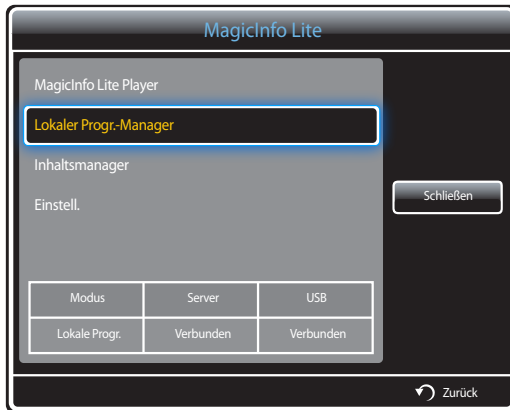 MagicInfo Lite
MagicInfo Lite Player
Lokaler Progr.-Manager
Inhaltsmanager
Einstell.
Schließen
Modus Server USB
Lokale Progr. Verbunden Verbunden
Zurück